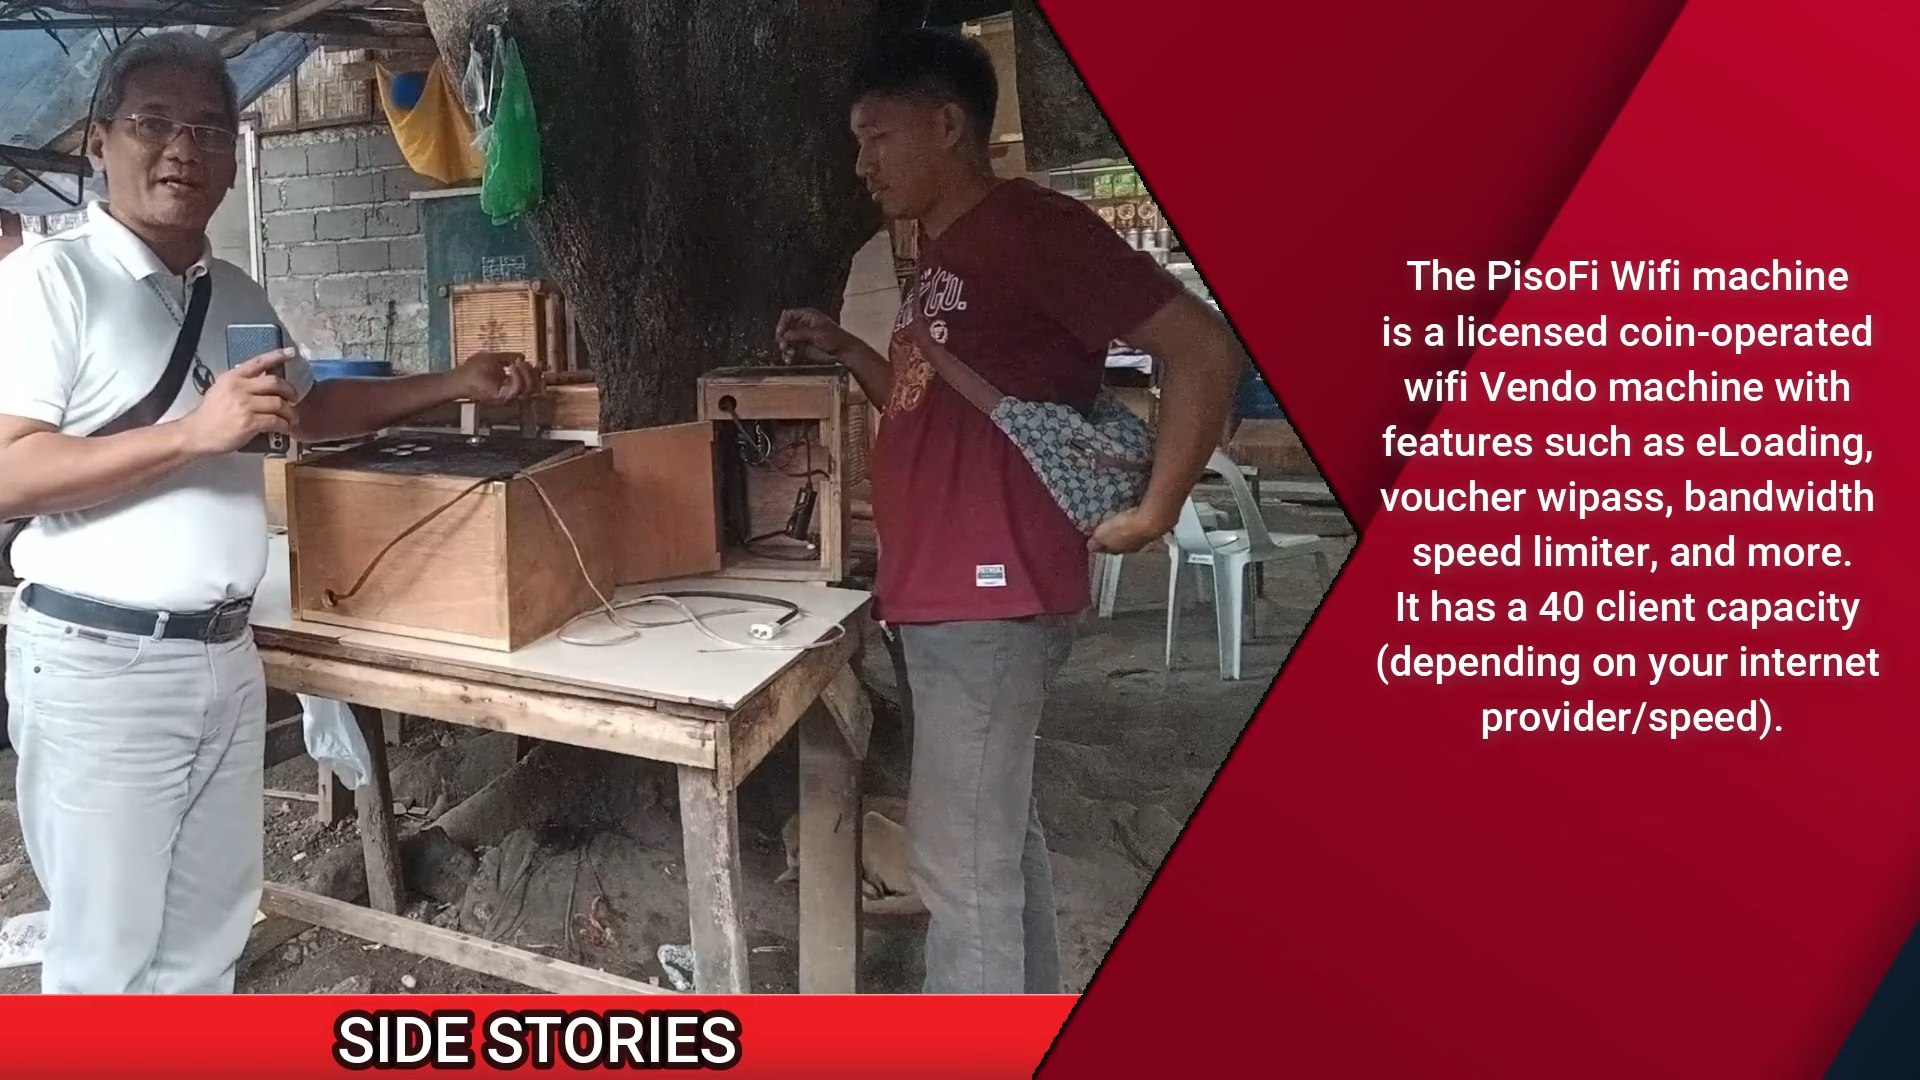 The PisoFi Wifi machine
is a licensed coin-operated
wifi Vendo machine with
features such as eLoading,
voucher wipass, bandwidth
speed limiter, and more.
It has a 40 client capacity
(depending on your internet
provider/speed).
CO.
SIDE STORIES